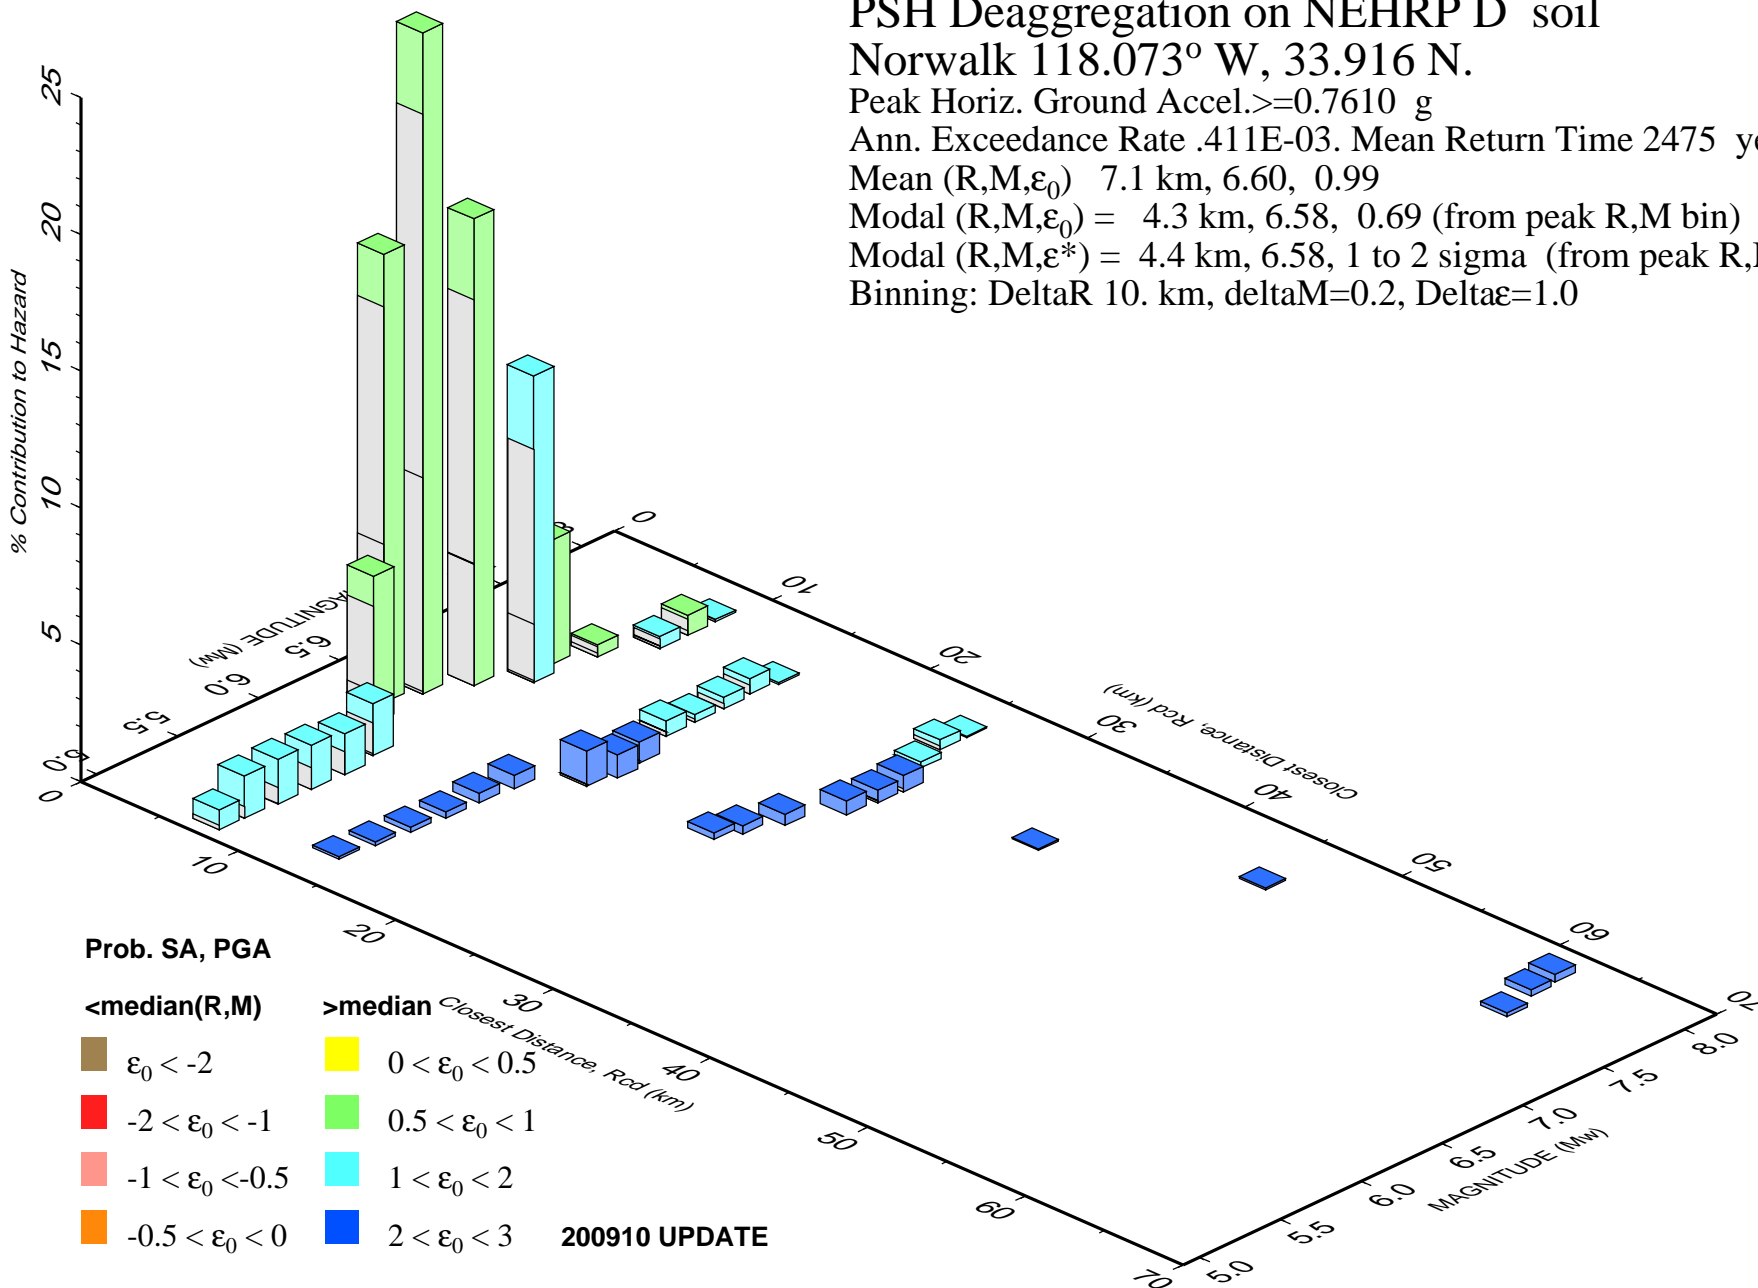 PSH Deaggregation on NEHRP D soil
Norwalk 118.073° W, 33.916 N.
Peak Horiz. Ground Accel.>=0.7610 g
Ann. Exceedance Rate .411E-03. Mean Return Time 2475
Mean (R,M,ε0) 7.1 km, 6.60, 0.99
Modal (R,M,ε0) = 4.3 km, 6.58, 0.69 (from peak R,M bin)
Modal (R,M,ε*) = 4.4 km, 6.58, 1 to 2 sigma (from peak
Binning: DeltaR 10. km, deltaM=0.2, Deltaε=1.0
% Contribution to Hazard
25
20
15
10
5
0
5.0
5.5
6.0
6.5
(Mw)
0
10
20
30
40
50
60
70
Closest Distance, Rcd (km)
10
20
30
40
50
60
70
Closest Distance, Rcd (km)
5.0
5.5
6.0
6.5
7.0
7.5
8.0
MAGNITUDE (Mw)
Prob. SA, PGA
<median(R,M) >median
ε0 < -2 0 < ε0 < 0.5
-2 < ε0 < -1 0.5 < ε0 < 1
-1 < ε0 <-0.5 1 < ε0 < 2
-0.5 < ε0 < 0 2 < ε0 < 3
200910 UPDATE